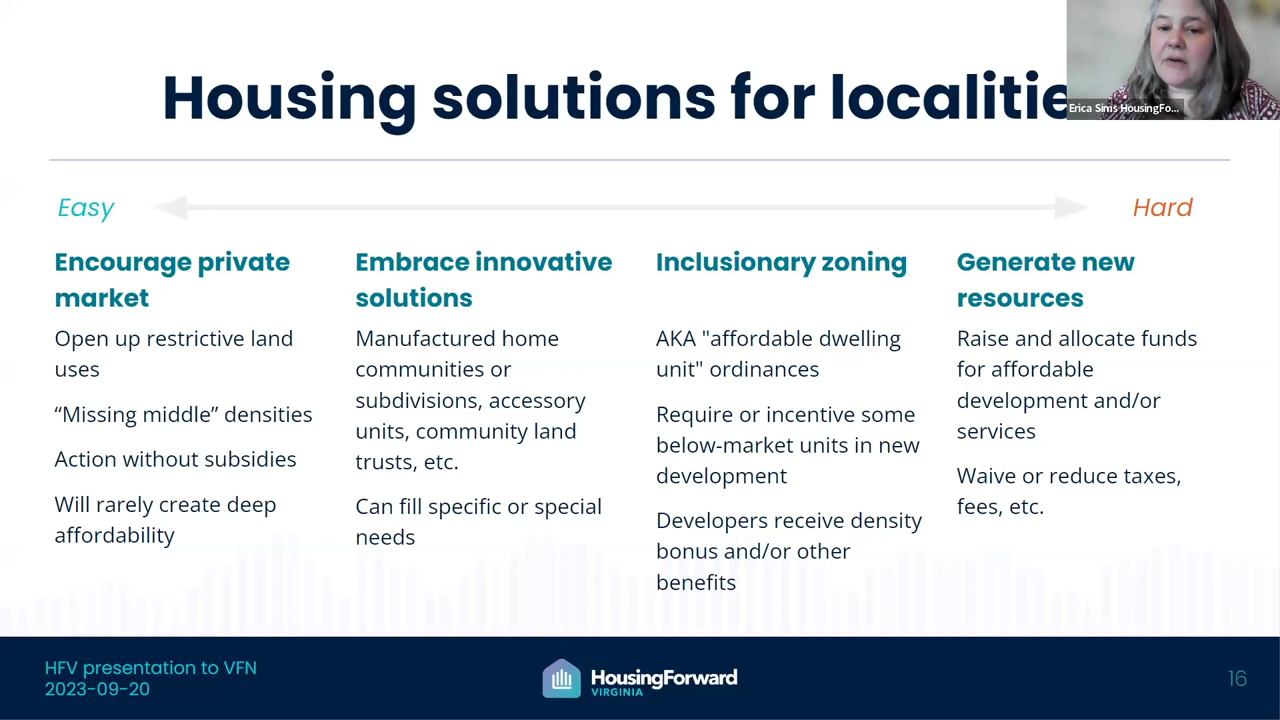 Housing solutions for localitie
Erica Sims HousingFo...
Easy
Hard
Encourage private
market
Open up restrictive land
uses
“Missing middle” densities
Action without subsidies
Will rarely create deep
affordability
Embrace innovative
solutions
Manufactured home
communities or
subdivisions, accessory
units, community land
trusts, etc.
Can fill specific or special
needs
Inclusionary zoning
AKA "affordable dwelling
unit" ordinances
Require or incentive some
below-market units in new
development
Developers receive density
bonus and/or other
benefits
Generate new
resources
Raise and allocate funds
for affordable
development and/or
services
Waive or reduce taxes,
fees, etc.
HFV presentation to VFN
2023-09-20
HousingForward
VIRGINIA
16